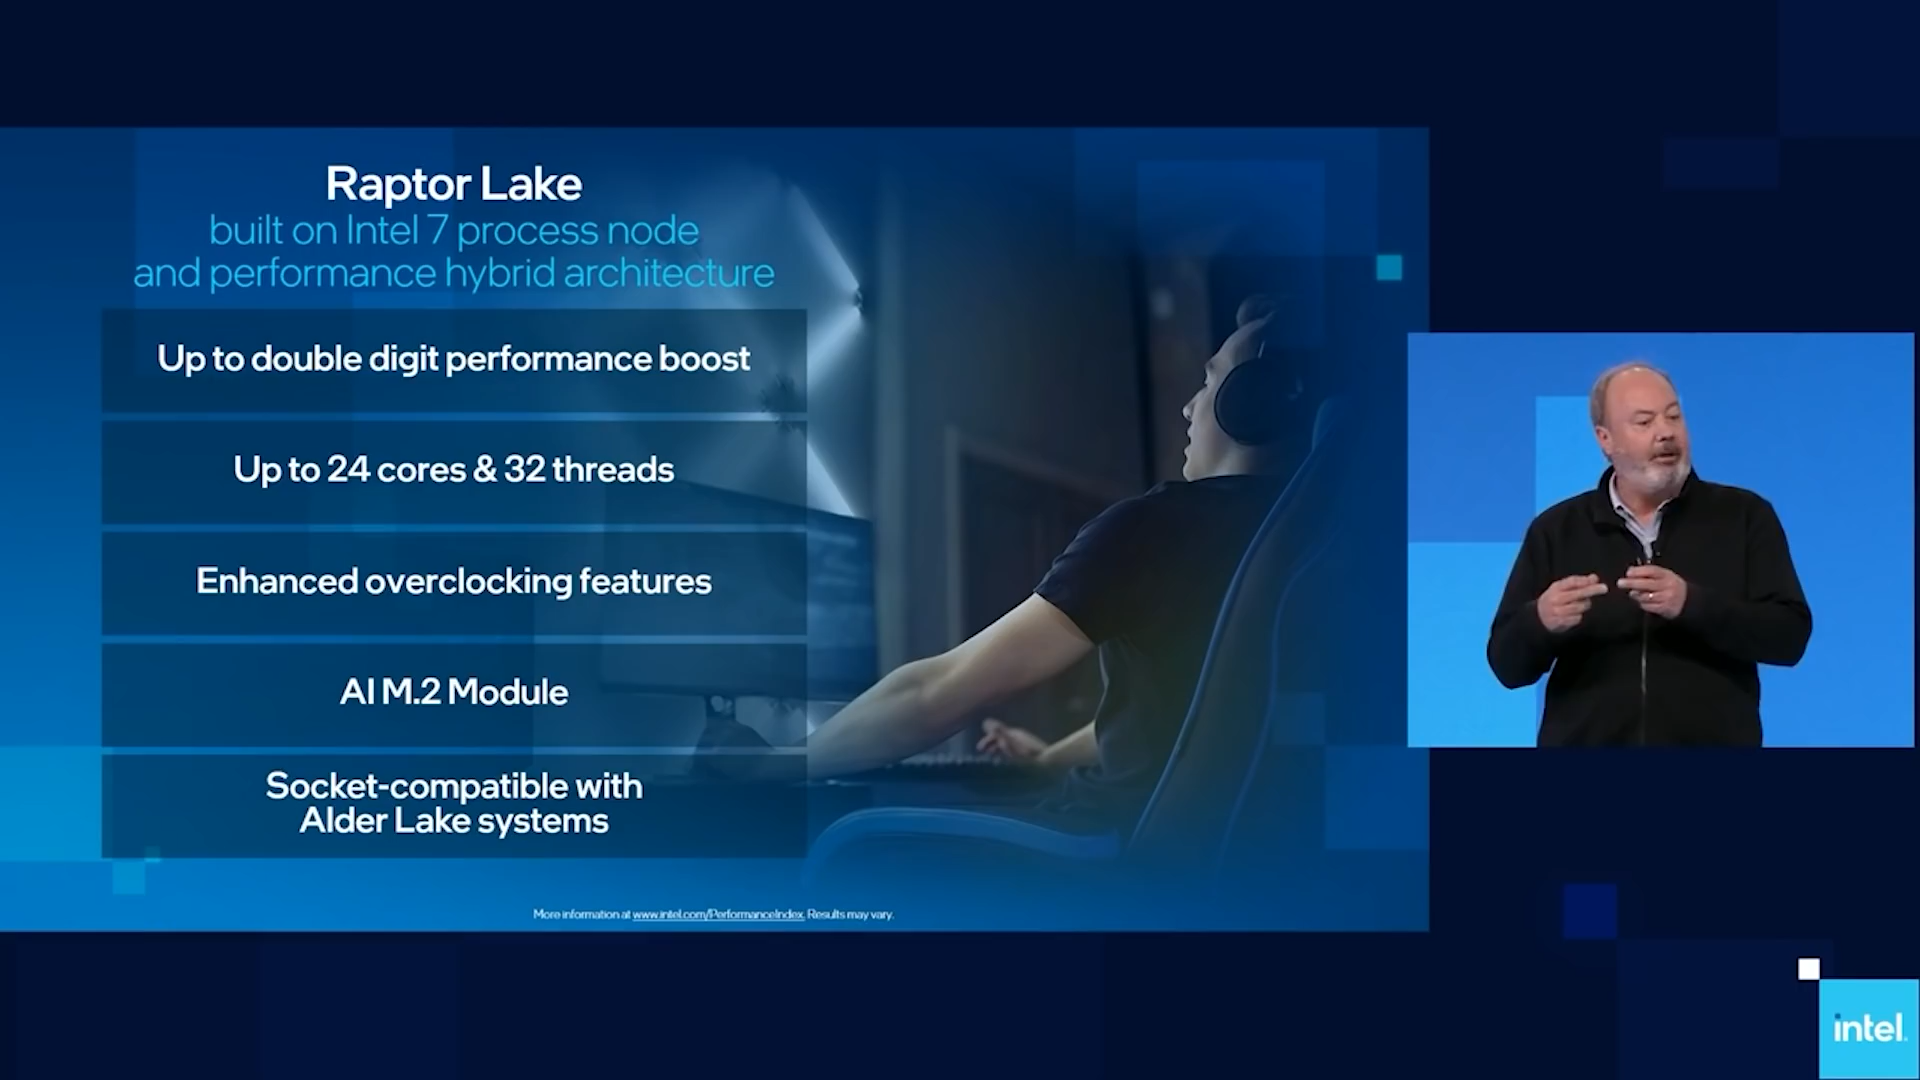 Raptor Lake
built on Intel 7 process node
and performance hybrid architecture
Up to double digit performance boost
Up to 24 cores & 32 threads
Enhanced overclocking features
AI M.2 Module
Socket-compatible with
Alder Lake systems
More information at www.intel.com/PerformanceIndex. Results may vary.
intel.